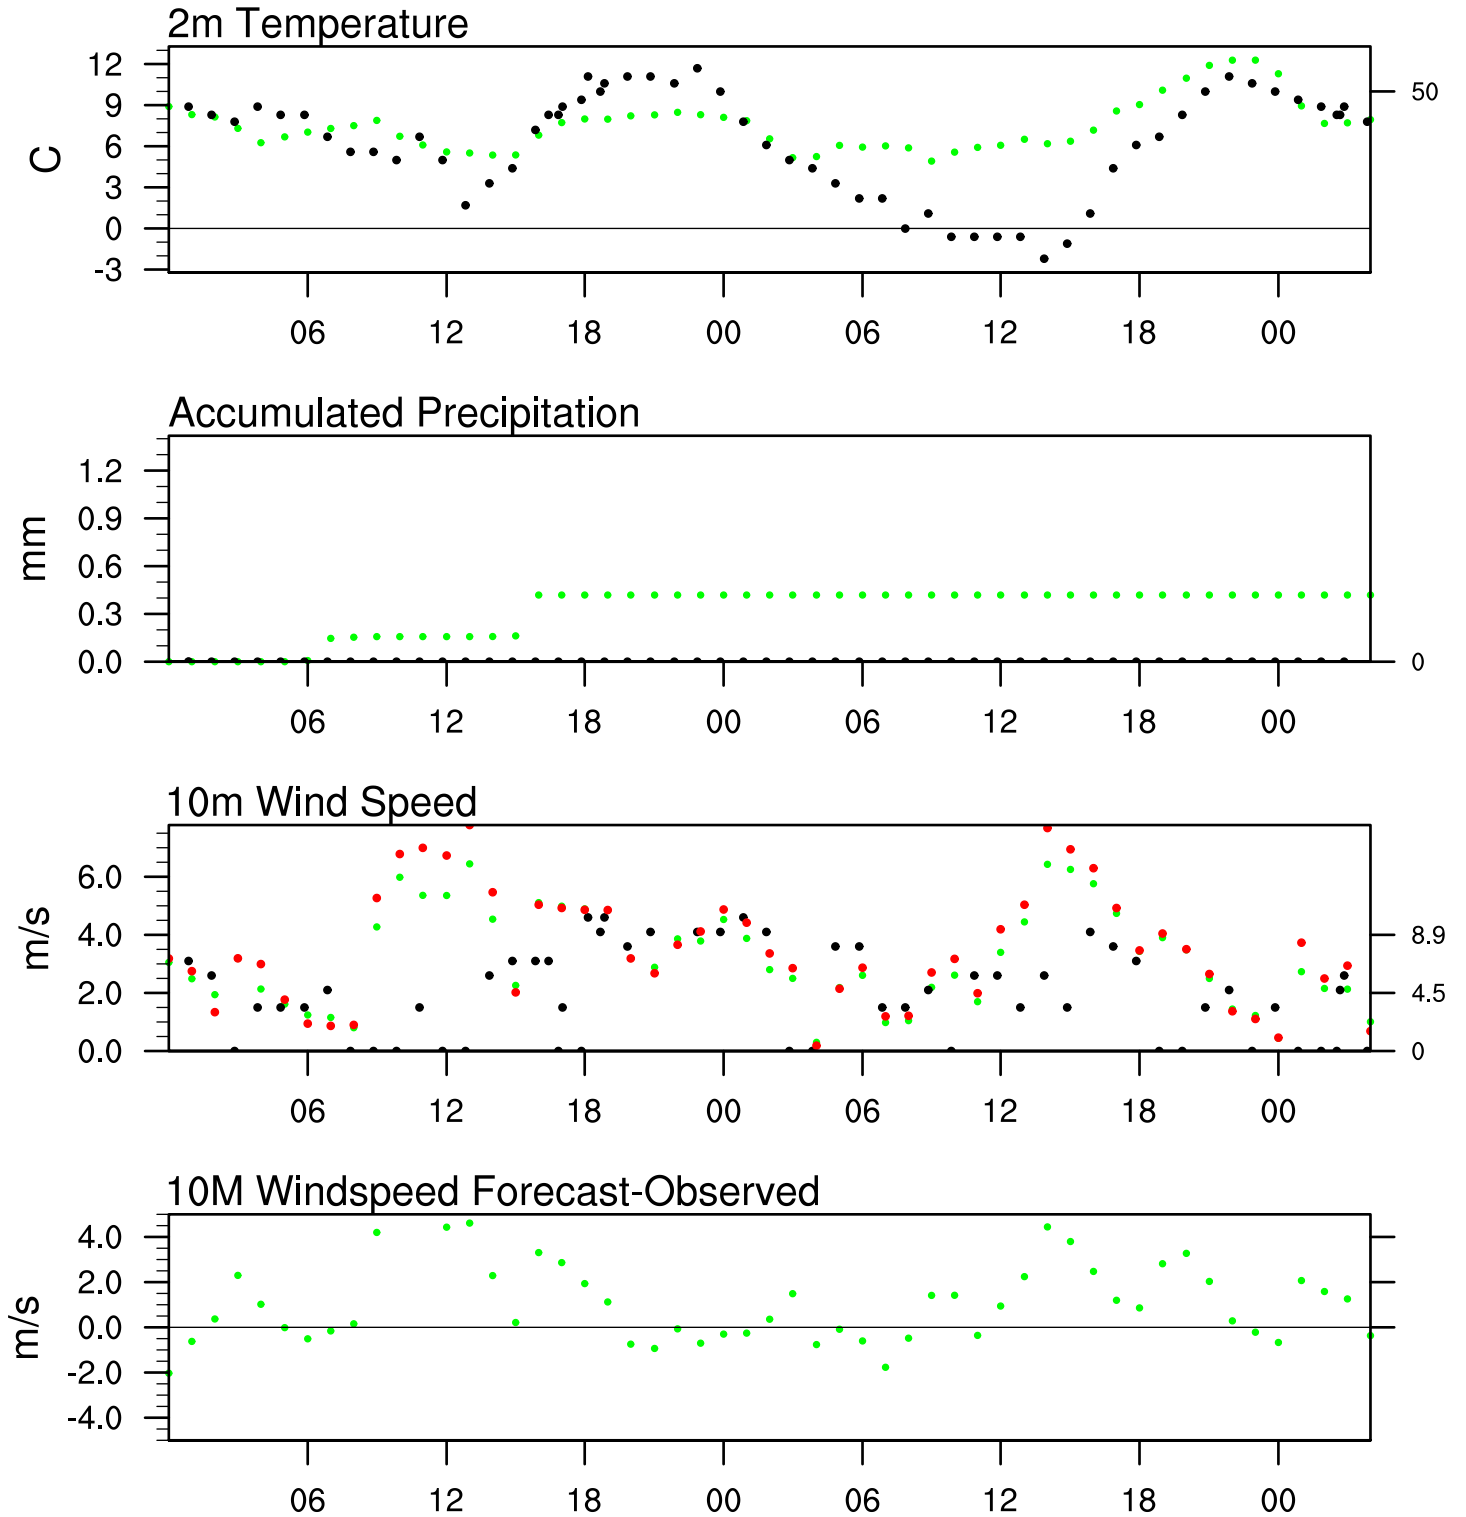 2m Temperature
12
9
6
3
0
-3
C
50
06 12 18 00 06 12 18 00
Accumulated Precipitation
1.2
0.9
0.6
0.3
0.0
mm
0
06 12 18 00 06 12 18 00
10m Wind Speed
6.0
4.0
2.0
0.0
m/s
8.9
4.5
0
06 12 18 00 06 12 18 00
10M Windspeed Forecast-Observed
4.0
2.0
0.0
-2.0
-4.0
m/s
06 12 18 00 06 12 18 00